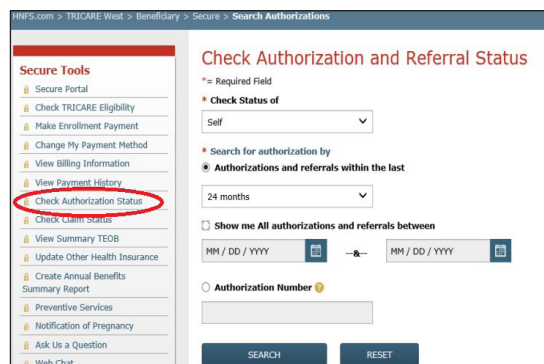 HNFS.com > TRICARE West > Beneficiary > Secure > Search Authorizations
Secure Tools
Secure Portal
Check TRICARE Eligibility
Make Enrollment Payment
Change My Payment Method
View Billing Information
View Payment History
Check Authorization Status
Check Claim Status
View Summary TEOB
Update Other Health Insurance
Create Annual Benefits
Summary Report
Preventive Services
Notification of Pregnancy
Ask Us a Question
Web Chat
Check Authorization and Referral Status
*= Required Field
* Check Status of
Self
* Search for authorization by
Authorizations and referrals within the last
24 months
Show me All authorizations and referrals between
MM / DD / YYYY --&-- MM / DD / YYYY
Authorization Number ?
SEARCH RESET